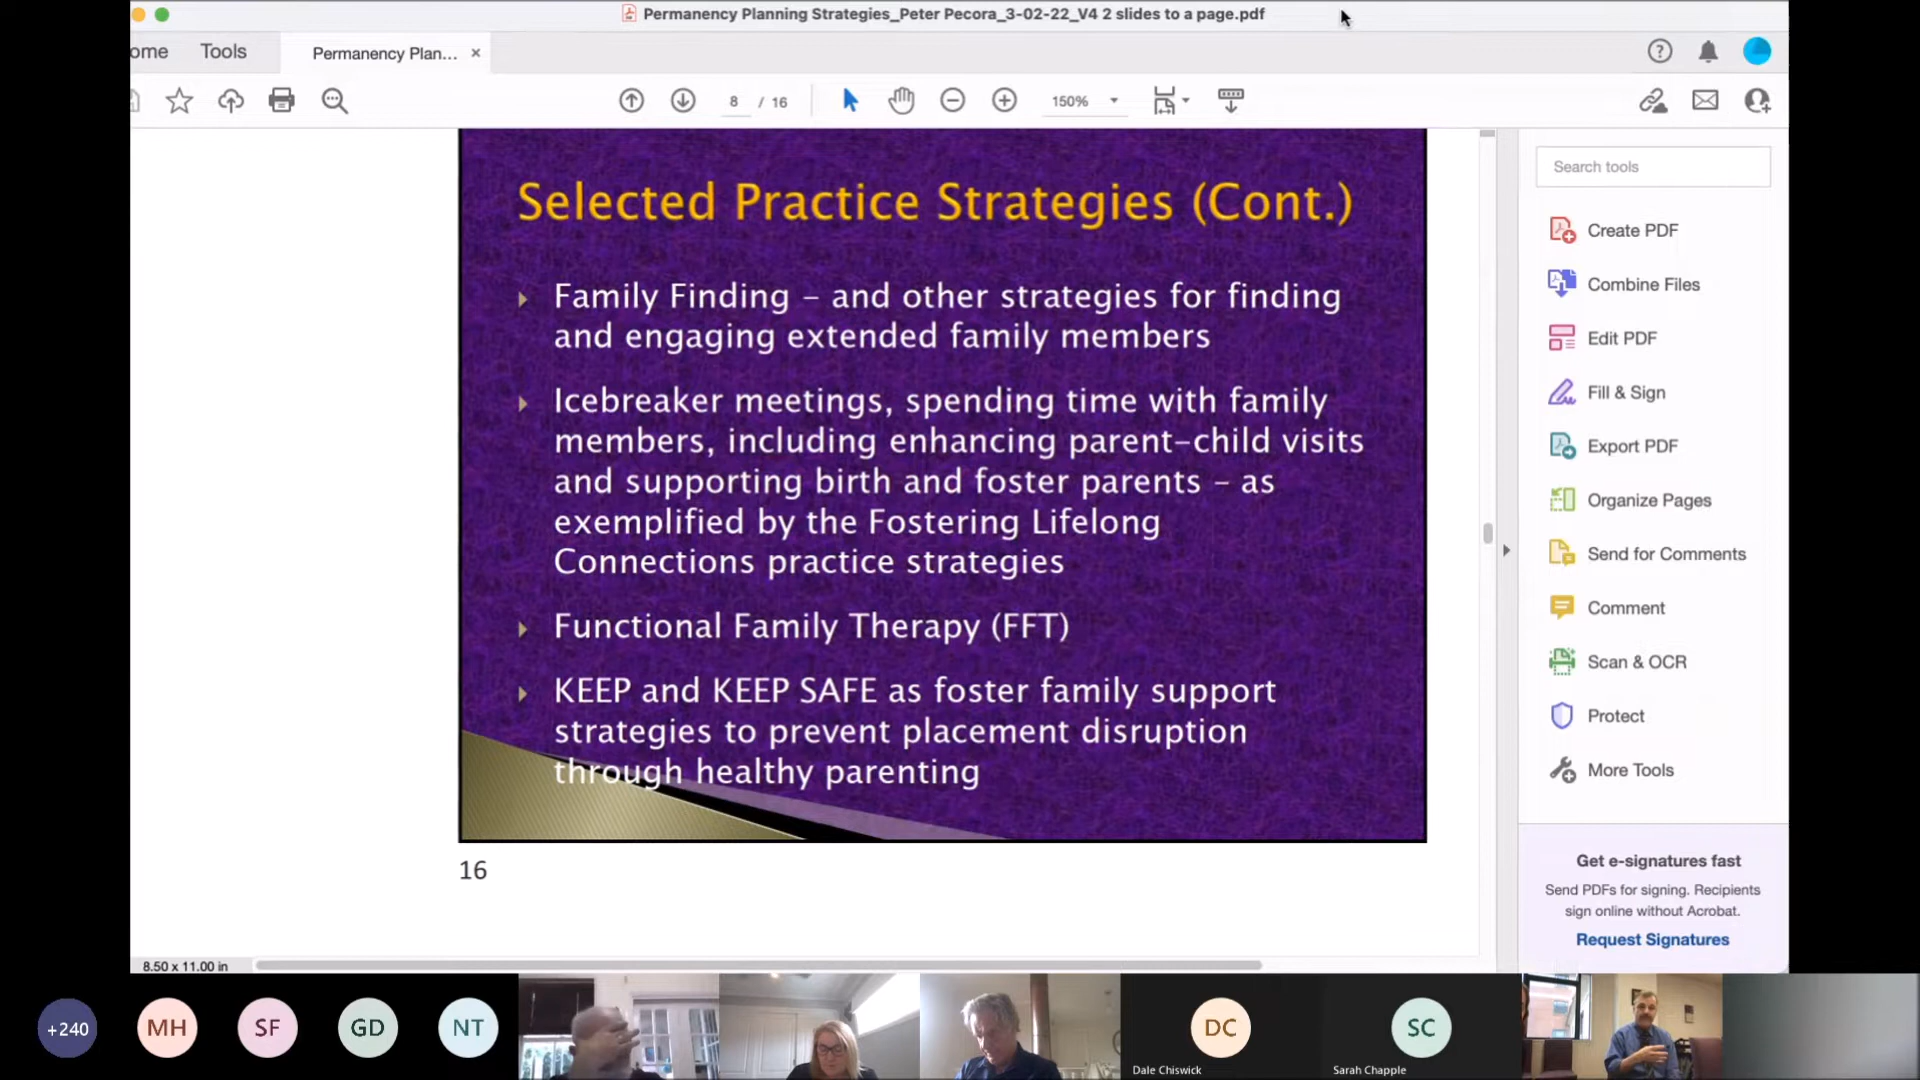 Permanency Planning Strategies_Peter Pecora_3-02-22_V4 2 slides to a page.pdf
ome
Tools
Permanency Plan...
8 / 16
150%
Selected Practice Strategies (Cont.)
Family Finding – and other strategies for finding
and engaging extended family members
Icebreaker meetings, spending time with family
members, including enhancing parent-child visits
and supporting birth and foster parents – as
exemplified by the Fostering Lifelong
Connections practice strategies
Functional Family Therapy (FFT)
KEEP and KEEP SAFE as foster family support
strategies to prevent placement disruption
through healthy parenting
16
8.50 x 11.00 in
Search tools
Create PDF
Combine Files
Edit PDF
Fill & Sign
Export PDF
Organize Pages
Send for Comments
Comment
Scan & OCR
Protect
More Tools
Get e-signatures fast
Send PDFs for signing. Recipients
sign online without Acrobat.
Request Signatures
+240
MH
SF
GD
NT
DC
Dale Chiswick
SC
Sarah Chapple